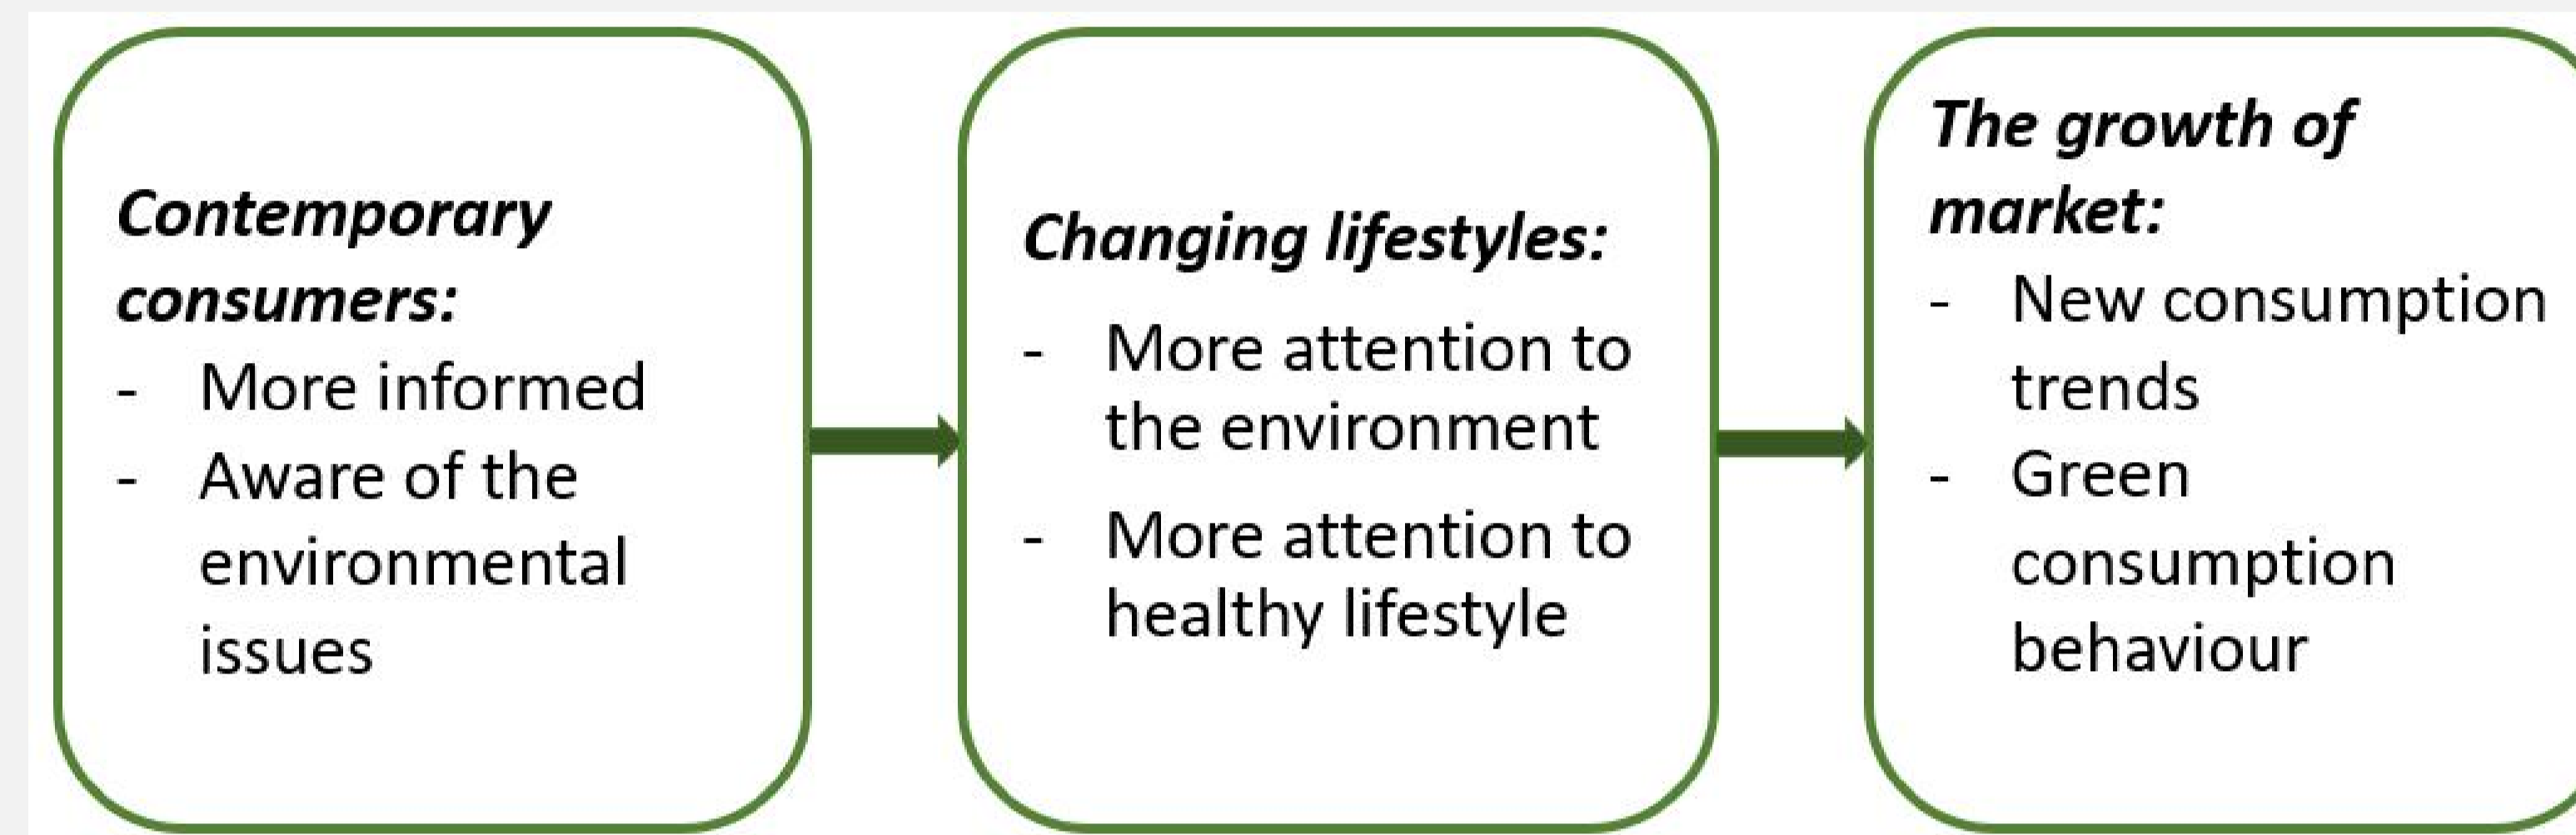 Contemporary
consumers:
- More informed
- Aware of the
environmental
issues
Changing lifestyles:
- More attention to
the environment
- More attention to
healthy lifestyle
The growth of
market:
- New consumption
trends
- Green
consumption
behaviour